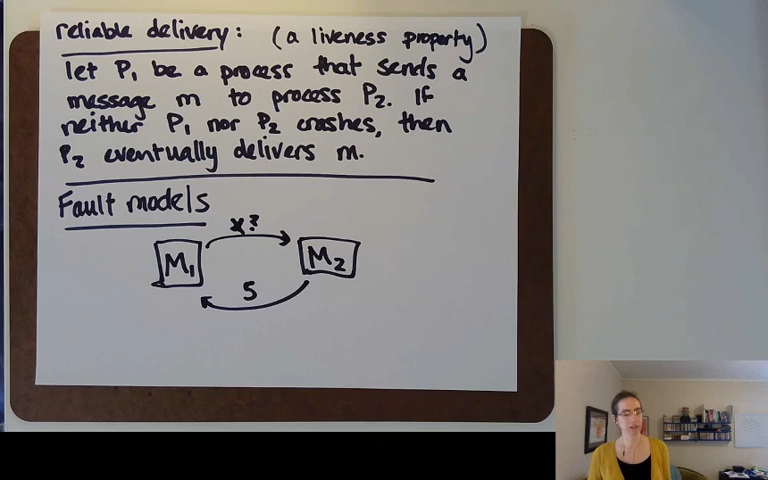 reliable delivery: (a liveness property)
let P₁ be a process that sends a
message m to process P₂. If
neither P₁ nor P₂ crashes, then
P₂ eventually delivers m.
Fault models
x?
M₁ M₂
5